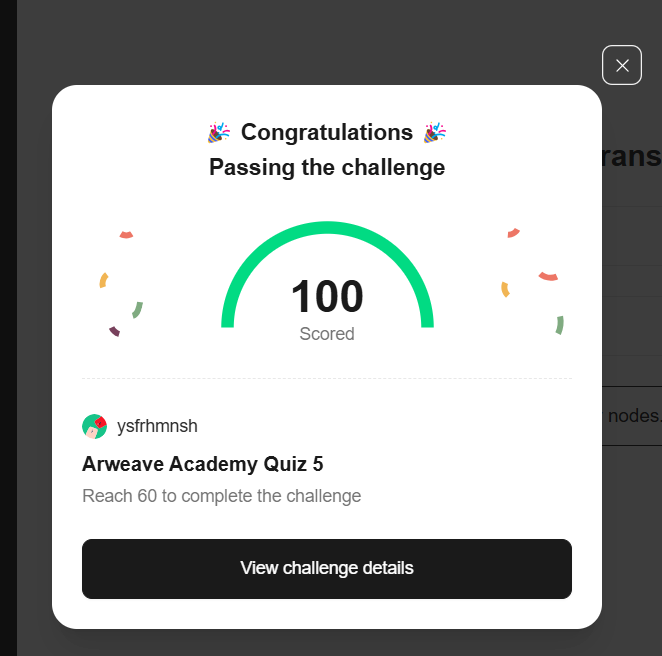 Congratulations
Passing the challenge
rans
100
Scored
nodes.
ysfrhmnsh
Arweave Academy Quiz 5
Reach 60 to complete the challenge
View challenge details